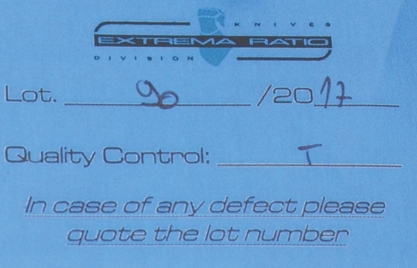 KNIVES
EXTREMA RATIO
DIVISION
Lot. 90 /2017
Quality Control: T
In case of any defect please
quote the lot number